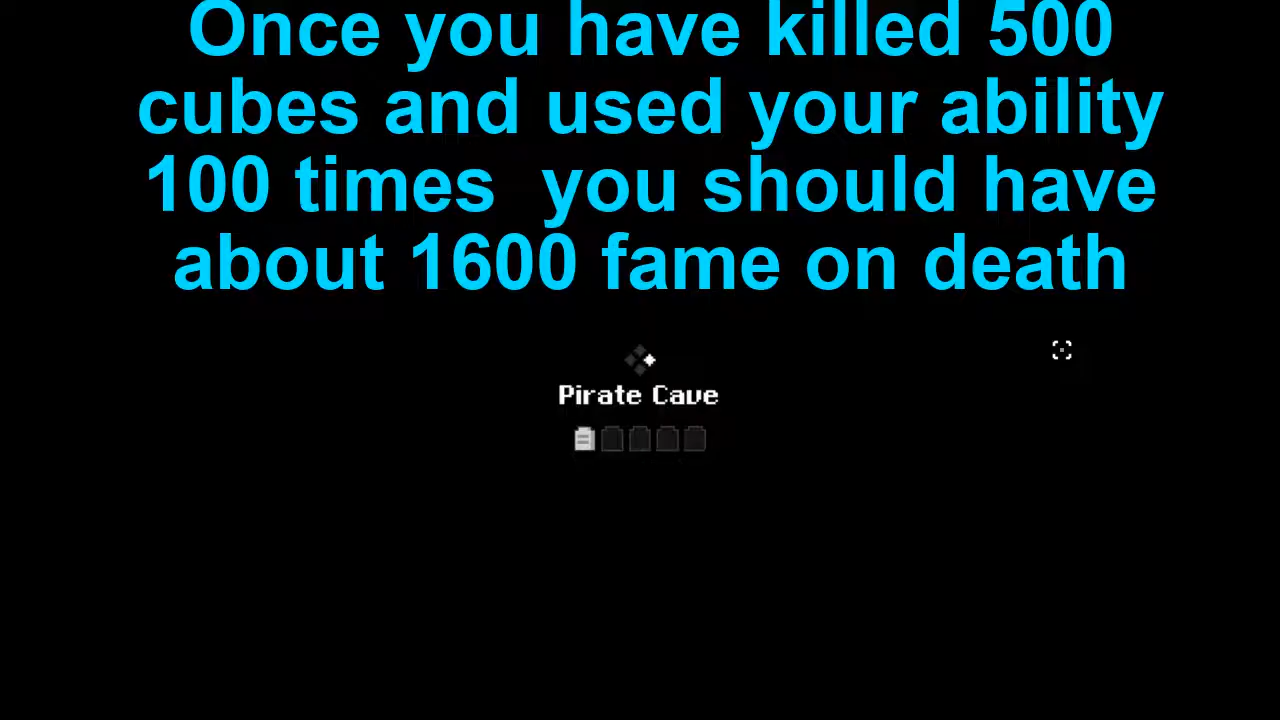 Once you have killed 500
cubes and used your ability
100 times  you should have
about 1600 fame on death
Pirate Cave